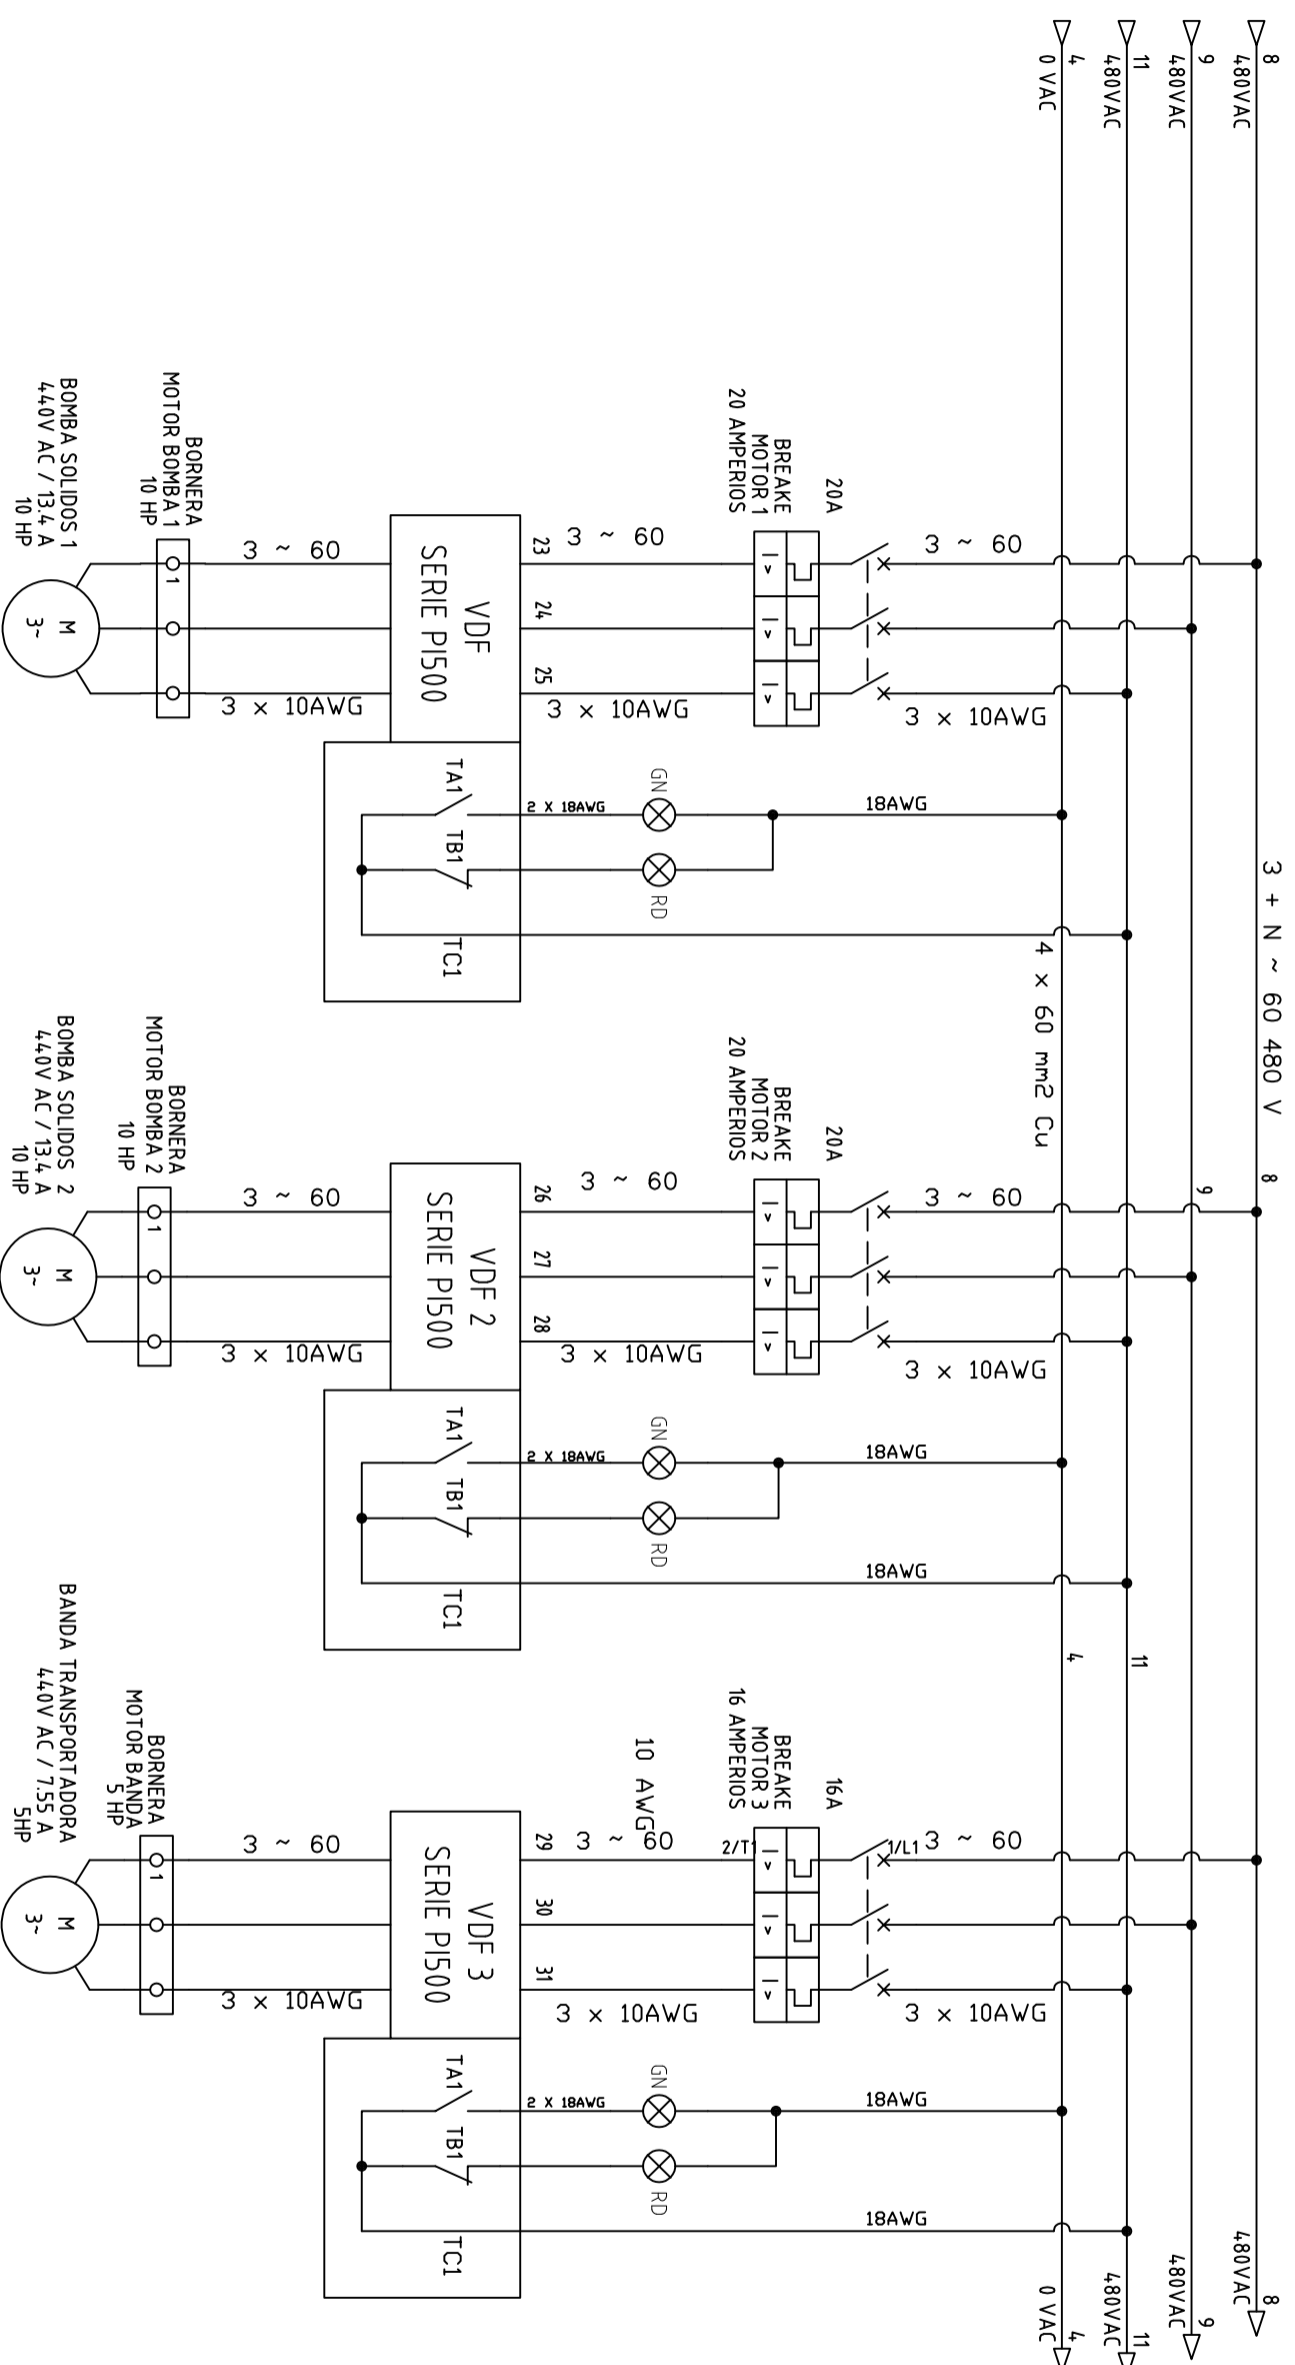 8
480VAC
9
480VAC
11
480VAC
4
0 VAC
3 + N ~ 60 480 V
4 x 60 mm2 Cu
8
9
11
4
8
480VAC
9
480VAC
11
480VAC
4
0 VAC
3 ~ 60
3 x 10AWG
20A
BREAKE
MOTOR 1
20 AMPERIOS
I>
I>
I>
3 ~ 60
3 x 10AWG
23
24
25
VDF
SERIE PI500
3 ~ 60
3 x 10AWG
BORNERA
MOTOR BOMBA 1
10 HP
1
BOMBA SOLIDOS 1
440V AC / 13.4 A
10 HP
M
3~
18AWG
GN
RD
2 X 18AWG
TA1
TB1
TC1
3 ~ 60
3 x 10AWG
20A
BREAKE
MOTOR 2
20 AMPERIOS
I>
I>
I>
3 ~ 60
3 x 10AWG
26
27
28
VDF 2
SERIE PI500
3 ~ 60
3 x 10AWG
BORNERA
MOTOR BOMBA 2
10 HP
1
BOMBA SOLIDOS 2
440V AC / 13.4 A
10 HP
M
3~
18AWG
18AWG
GN
RD
2 X 18AWG
TA1
TB1
TC1
3 ~ 60
1/L1
3 x 10AWG
16A
BREAKE
MOTOR 3
16 AMPERIOS
I>
I>
I>
2/T1
10 AWG
3 ~ 60
3 x 10AWG
29
30
31
VDF 3
SERIE PI500
3 ~ 60
3 x 10AWG
BORNERA
MOTOR BANDA
5 HP
1
BANDA TRANSPORTADORA
440V AC / 7.55 A
5HP
M
3~
18AWG
18AWG
GN
RD
2 X 18AWG
TA1
TB1
TC1